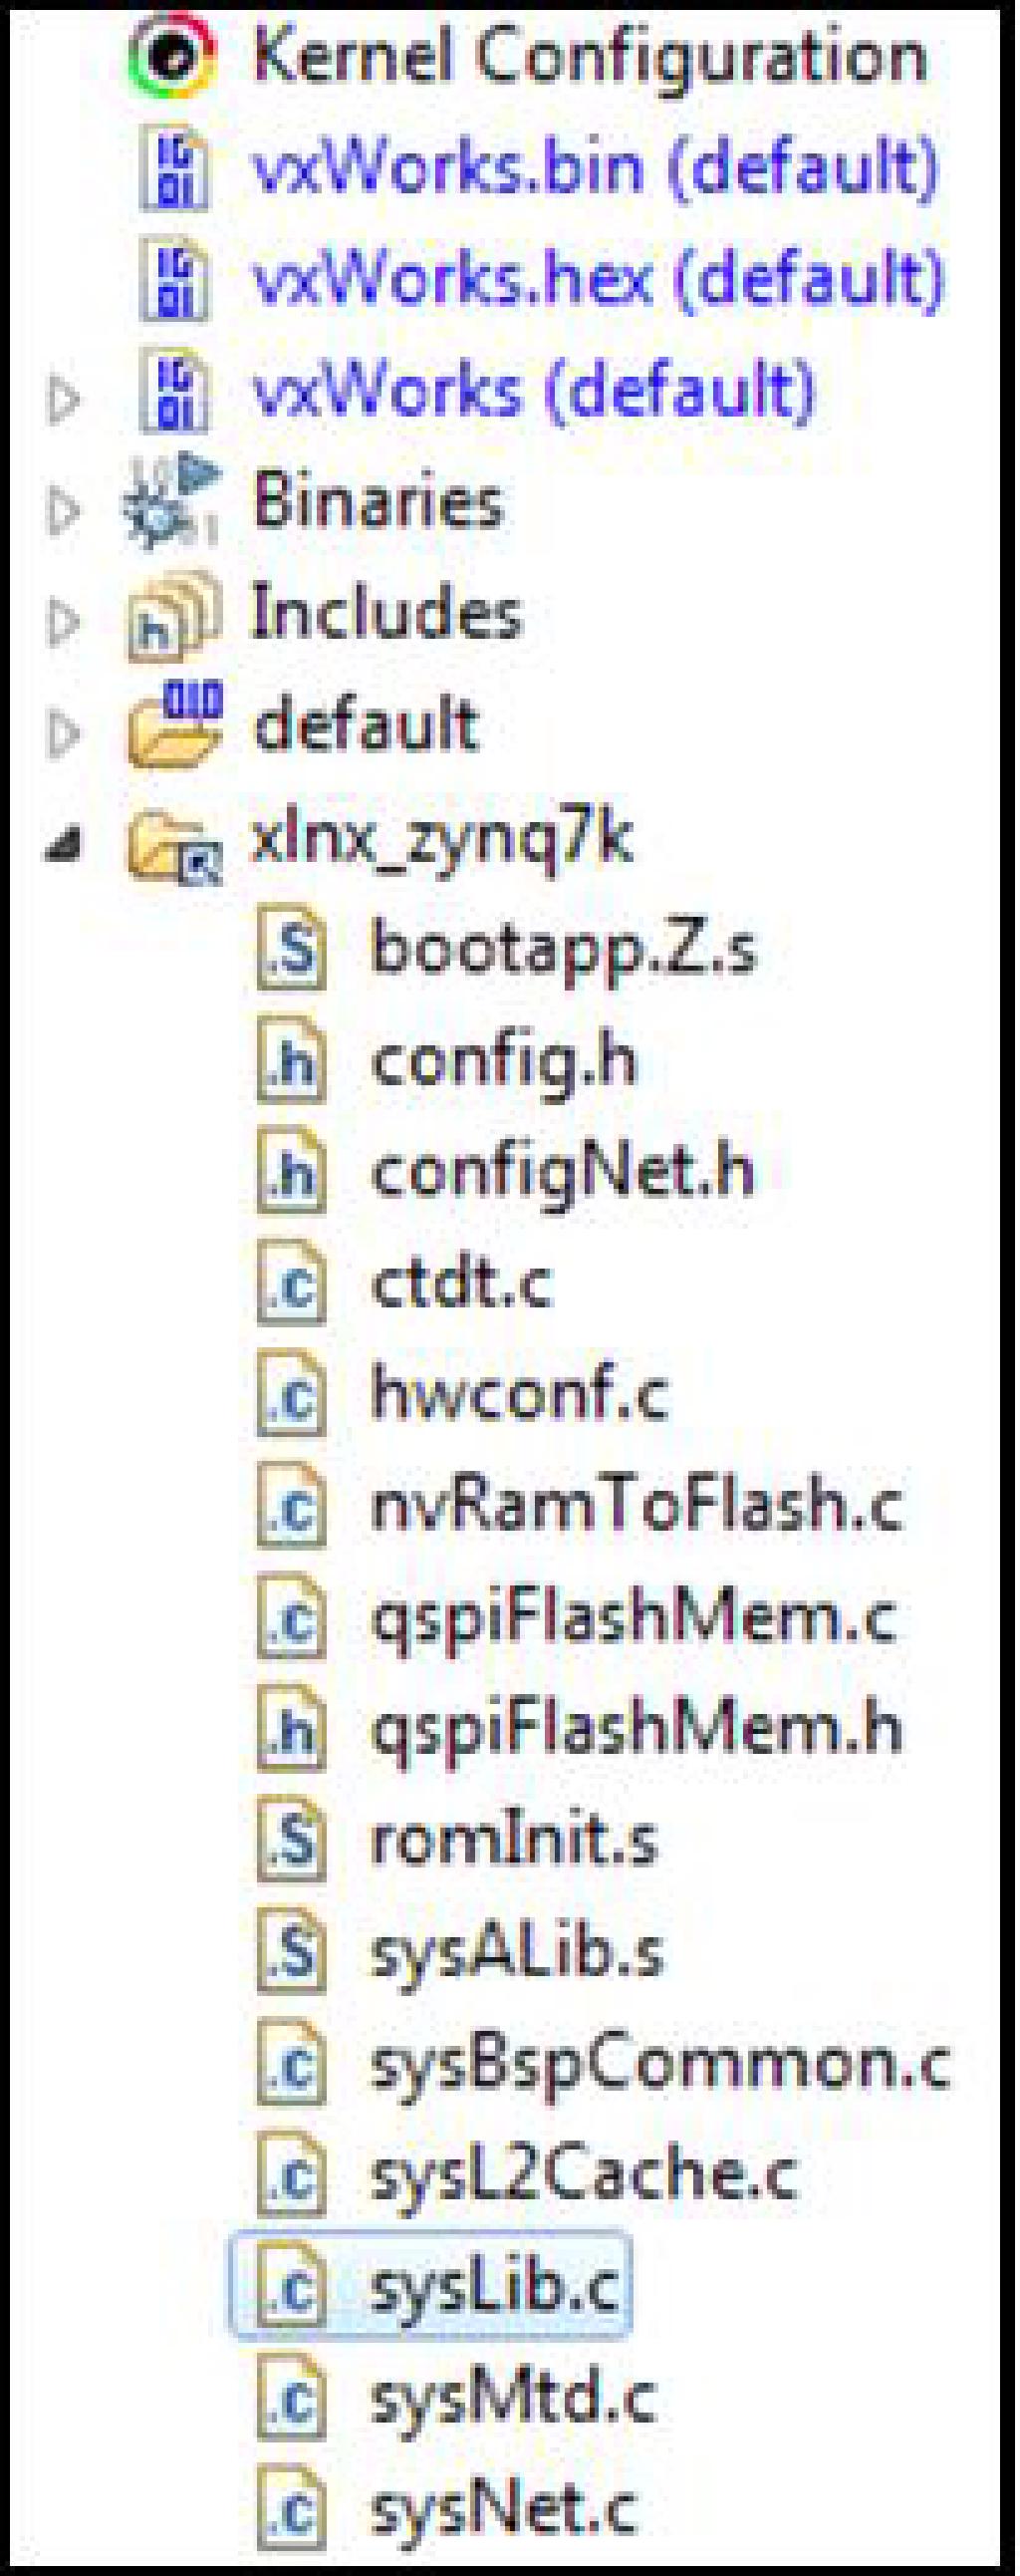 Kernel Configuration
vxWorks.bin (default)
vxWorks.hex (default)
vxWorks (default)
Binaries
Includes
default
xlnx_zynq7k
bootapp.Z.s
config.h
configNet.h
ctdt.c
hwconf.c
nvRamToFlash.c
qspiFlashMem.c
qspiFlashMem.h
romInit.s
sysALib.s
sysBspCommon.c
sysL2Cache.c
sysLib.c
sysMtd.c
sysNet.c